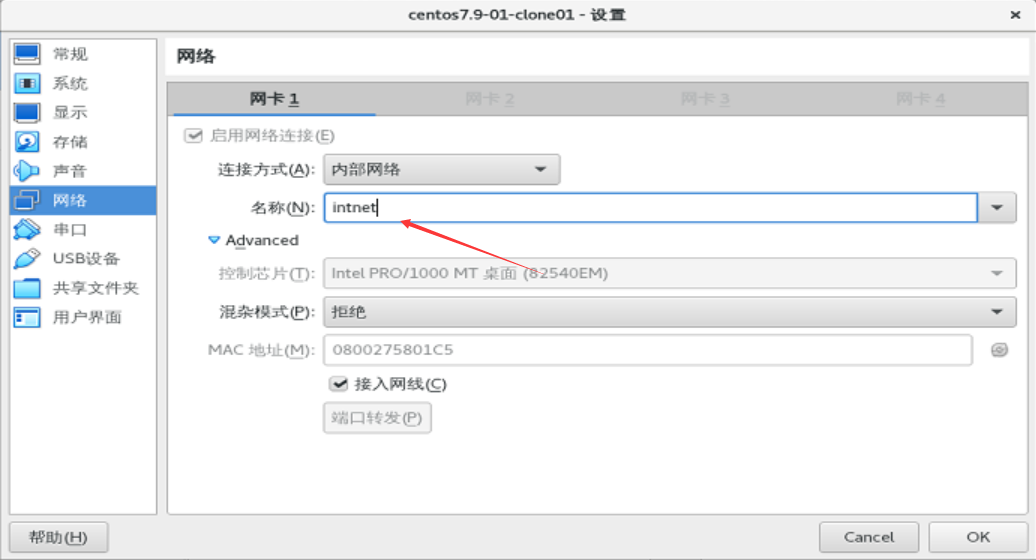 centos7.9-01-clone01 - 设置
常规
系统
显示
存储
声音
网络
串口
USB设备
共享文件夹
用户界面
网络
网卡 1 网卡 2 网卡 3 网卡 4
启用网络连接(E)
连接方式(A): 内部网络
名称(N): intnet
Advanced
控制芯片(T): Intel PRO/1000 MT 桌面 (82540EM)
混杂模式(P): 拒绝
MAC 地址(M): 0800275801C5
接入网线(C)
端口转发(P)
帮助(H) Cancel OK